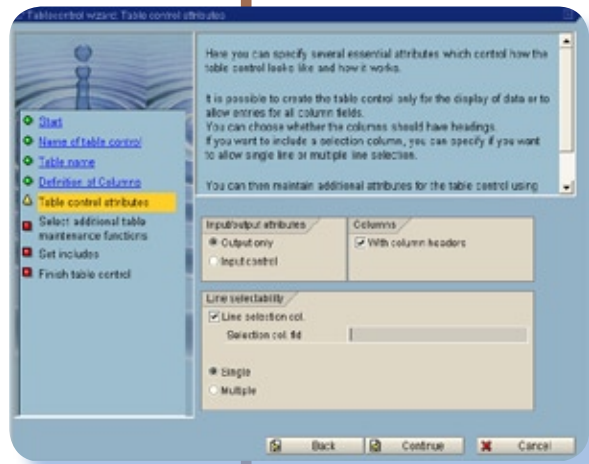 Tablecontrol wizard: Table control attributes
Here you can specify several essential attributes which control how the
table control looks like and how it works.
It is possible to create the table control only for the display of data or to
allow entries for all column fields.
You can choose whether the columns should have headings.
If you want to include a selection column, you can specify if you want
to allow single line or multiple line selection.
You can then maintain additional attributes for the table control using
Start
Name of table control
Table name
Definition of Columns
Table control attributes
Select additional table
maintenance functions
Set includes
Finish table control
Input/output attributes
Output only
Input control
Columns
With column headers
Line selectability
Line selection col.
Selection col. fld
Single
Multiple
Back
Continue
Cancel